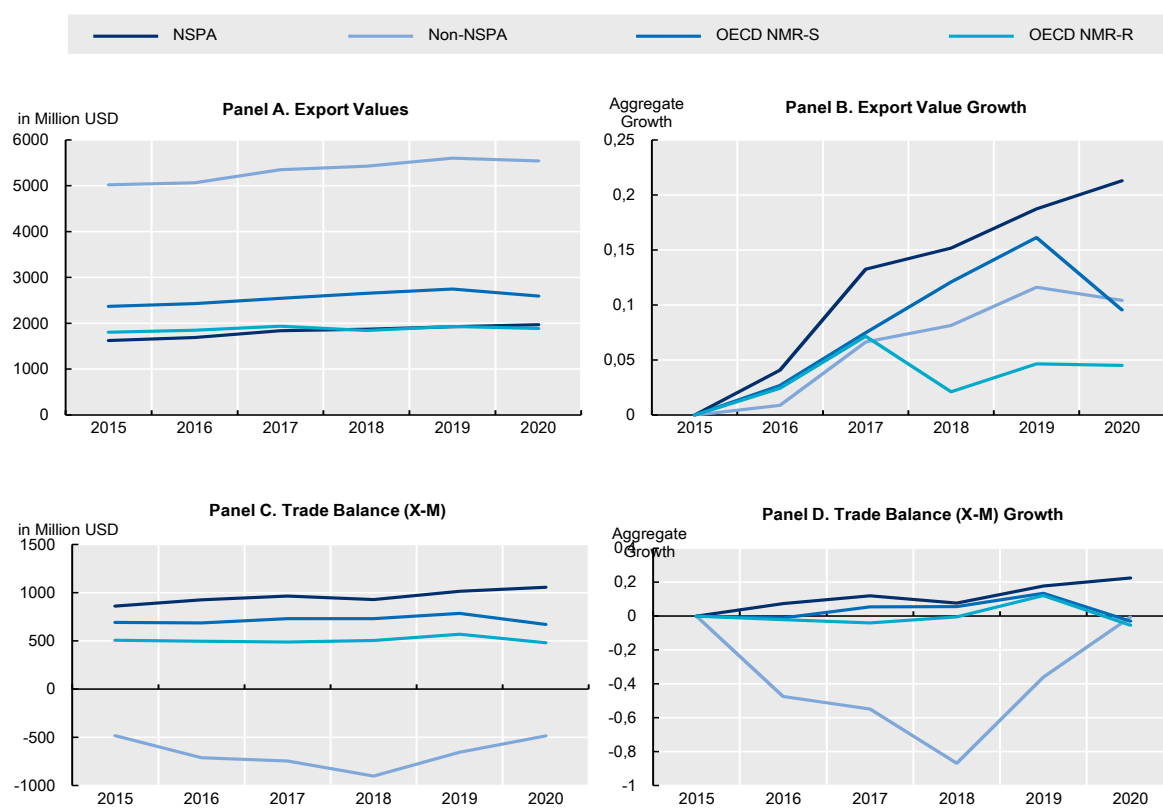 NSPA Non-NSPA OECD NMR-S OECD NMR-R
Panel A. Export Values
in Million USD
6000
5000
4000
3000
2000
1000
0
2015 2016 2017 2018 2019 2020
Panel B. Export Value Growth
Aggregate
Growth
0,25
0,2
0,15
0,1
0,05
0
2015 2016 2017 2018 2019 2020
Panel C. Trade Balance (X-M)
in Million USD
1500
1000
500
0
-500
-1000
2015 2016 2017 2018 2019 2020
Panel D. Trade Balance (X-M) Growth
Aggregate
Growth
0,4
0,2
0
-0,2
-0,4
-0,6
-0,8
-1
2015 2016 2017 2018 2019 2020